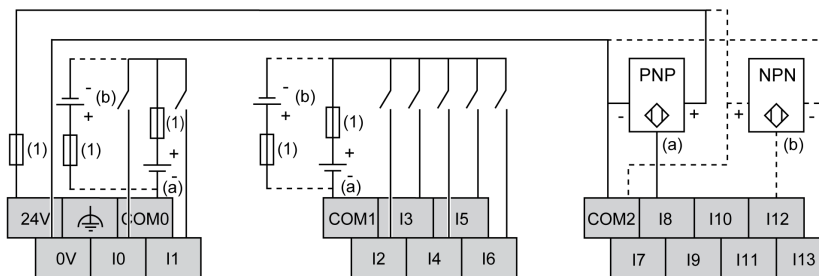 PNP
NPN
- (b) - (b)
+ (1) + (1)
- + + -
(1) (1) + (1) + (a) (b)
- (a) - (a)
24V COM0 COM1 I3 I5 COM2 I8 I10 I12
0V I0 I1 I2 I4 I6 I7 I9 I11 I13